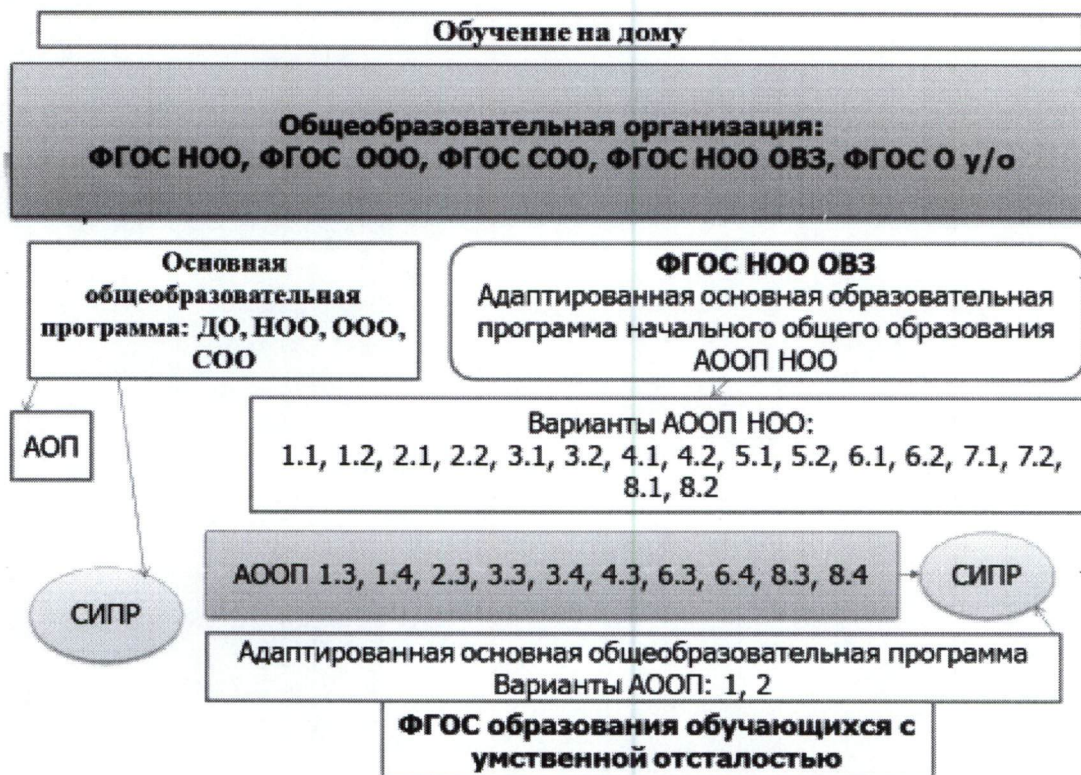 Обучение на дому
Общеобразовательная организация:
ФГОС НОО, ФГОС ООО, ФГОС СОО, ФГОС НОО ОВЗ, ФГОС О у/о
Основная
общеобразовательная
программа: ДО, НОО, ООО,
СОО
ФГОС НОО ОВЗ
Адаптированная основная образовательная
программа начального общего образования
АООП НОО
АОП
Варианты АООП НОО:
1.1, 1.2, 2.1, 2.2, 3.1, 3.2, 4.1, 4.2, 5.1, 5.2, 6.1, 6.2, 7.1, 7.2,
8.1, 8.2
СИПР
АООП 1.3, 1.4, 2.3, 3.3, 3.4, 4.3, 6.3, 6.4, 8.3, 8.4
СИПР
Адаптированная основная общеобразовательная программа
Варианты АООП: 1, 2
ФГОС образования обучающихся с
умственной отсталостью